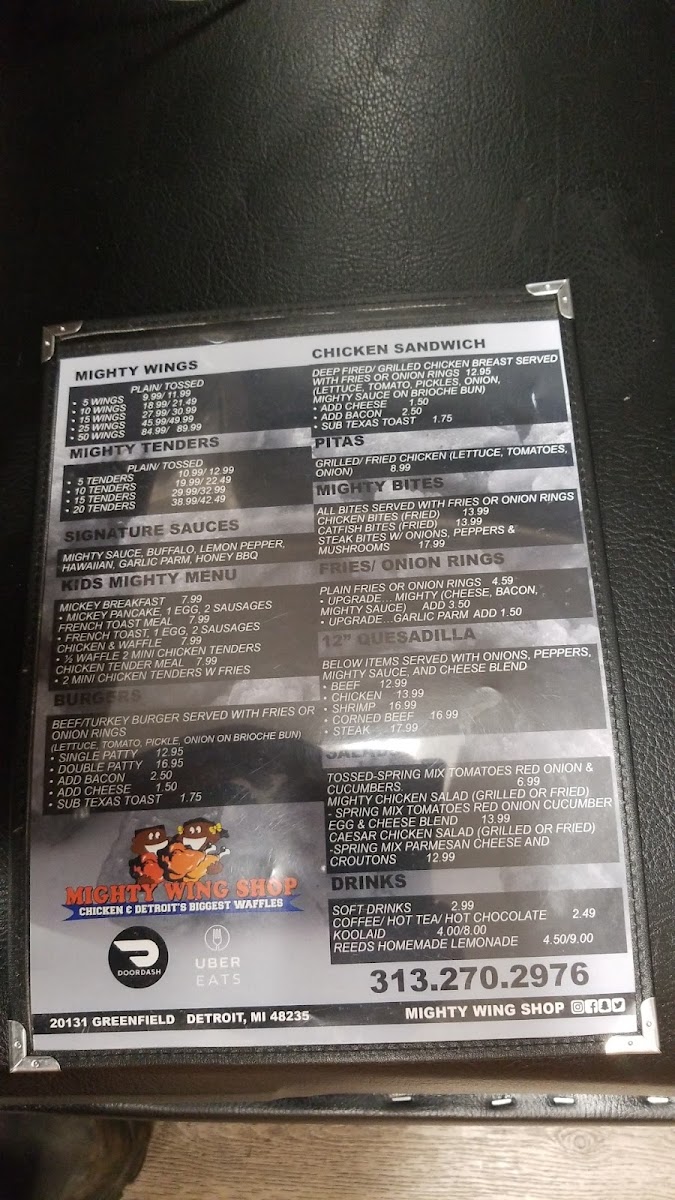 MIGHTY WINGS
PLAIN/ TOSSED
• 5 WINGS 9.99/ 11.99
• 10 WINGS 18.99/ 21.49
• 15 WINGS 27.99/ 30.99
• 25 WINGS 45.99/49.99
• 50 WINGS 84.99/ 89.99
MIGHTY TENDERS
PLAIN/ TOSSED
• 5 TENDERS 10.99/ 12.99
• 10 TENDERS 19.99/ 22.49
• 15 TENDERS 29.99/32.99
• 20 TENDERS 38.99/42.49
SIGNATURE SAUCES
MIGHTY SAUCE, BUFFALO, LEMON PEPPER,
HAWAIIAN, GARLIC PARM, HONEY BBQ
KIDS MIGHTY MENU
MICKEY BREAKFAST 7.99
• MICKEY PANCAKE, 1 EGG, 2 SAUSAGES
FRENCH TOAST MEAL 7.99
• FRENCH TOAST, 1 EGG, 2 SAUSAGES
CHICKEN & WAFFLE 7.99
• ½ WAFFLE 2 MINI CHICKEN TENDERS
CHICKEN TENDER MEAL 7.99
• 2 MINI CHICKEN TENDERS W FRIES
BURGERS
BEEF/TURKEY BURGER SERVED WITH FRIES OR
ONION RINGS
(LETTUCE, TOMATO, PICKLE, ONION ON BRIOCHE BUN)
• SINGLE PATTY 12.95
• DOUBLE PATTY 16.95
• ADD BACON 2.50
• ADD CHEESE 1.50
• SUB TEXAS TOAST 1.75
MIGHTY WING SHOP
CHICKEN & DETROIT'S BIGGEST WAFFLES
DOORDASH
UBER
EATS
CHICKEN SANDWICH
DEEP FIRED/ GRILLED CHICKEN BREAST SERVED
WITH FRIES OR ONION RINGS 12.95
(LETTUCE, TOMATO, PICKLES, ONION,
MIGHTY SAUCE ON BRIOCHE BUN)
• ADD CHEESE 1.50
• ADD BACON 2.50
• SUB TEXAS TOAST 1.75
PITAS
GRILLED/ FRIED CHICKEN (LETTUCE, TOMATOES,
ONION) 8.99
MIGHTY BITES
ALL BITES SERVED WITH FRIES OR ONION RINGS
CHICKEN BITES (FRIED) 13.99
CATFISH BITES (FRIED) 13.99
STEAK BITES W/ ONIONS, PEPPERS &
MUSHROOMS 17.99
FRIES/ ONION RINGS
PLAIN FRIES OR ONION RINGS 4.59
• UPGRADE... MIGHTY (CHEESE, BACON,
MIGHTY SAUCE) ADD 3.50
• UPGRADE... GARLIC PARM ADD 1.50
12" QUESADILLA
BELOW ITEMS SERVED WITH ONIONS, PEPPERS,
MIGHTY SAUCE, AND CHEESE BLEND
• BEEF 12.99
• CHICKEN 13.99
• SHRIMP 16.99
• CORNED BEEF 16.99
• STEAK 17.99
SALADS
TOSSED-SPRING MIX TOMATOES RED ONION &
CUCUMBERS 6.99
MIGHTY CHICKEN SALAD (GRILLED OR FRIED)
- SPRING MIX TOMATOES RED ONION CUCUMBER
EGG & CHEESE BLEND 13.99
CAESAR CHICKEN SALAD (GRILLED OR FRIED)
-SPRING MIX PARMESAN CHEESE AND
CROUTONS 12.99
DRINKS
SOFT DRINKS 2.99
COFFEE/ HOT TEA/ HOT CHOCOLATE 2.49
KOOLAID 4.00/8.00
REEDS HOMEMADE LEMONADE 4.50/9.00
313.270.2976
20131 GREENFIELD DETROIT, MI 48235
MIGHTY WING SHOP